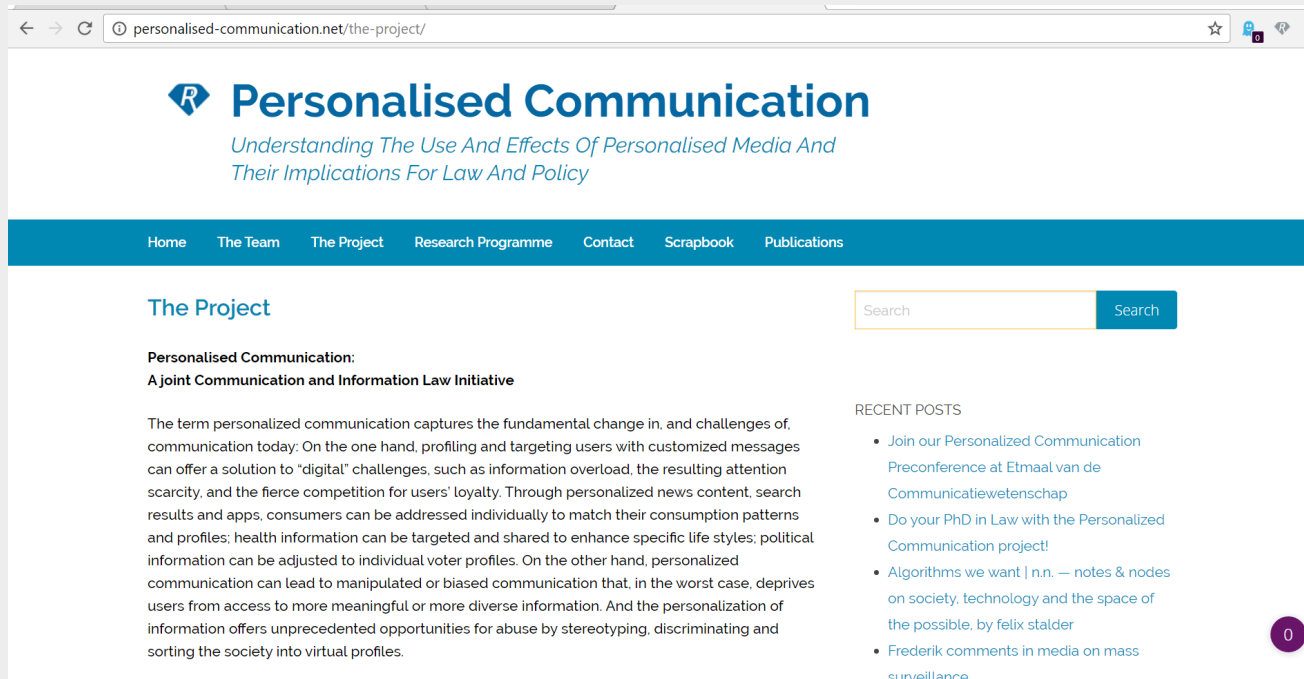 personalised-communication.net/the-project/
0
R
Personalised Communication
Understanding The Use And Effects Of Personalised Media And
Their Implications For Law And Policy
Home The Team The Project Research Programme Contact Scrapbook Publications
The Project
Personalised Communication:
A joint Communication and Information Law Initiative
The term personalized communication captures the fundamental change in, and challenges of,
communication today: On the one hand, profiling and targeting users with customized messages
can offer a solution to “digital” challenges, such as information overload, the resulting attention
scarcity, and the fierce competition for users’ loyalty. Through personalized news content, search
results and apps, consumers can be addressed individually to match their consumption patterns
and profiles; health information can be targeted and shared to enhance specific life styles; political
information can be adjusted to individual voter profiles. On the other hand, personalized
communication can lead to manipulated or biased communication that, in the worst case, deprives
users from access to more meaningful or more diverse information. And the personalization of
information offers unprecedented opportunities for abuse by stereotyping, discriminating and
sorting the society into virtual profiles.
Search Search
RECENT POSTS
Join our Personalized Communication
Preconference at Etmaal van de
Communicatiewetenschap
Do your PhD in Law with the Personalized
Communication project!
Algorithms we want | n.n. — notes & nodes
on society, technology and the space of
the possible, by felix stalder
Frederik comments in media on mass
surveillance
0